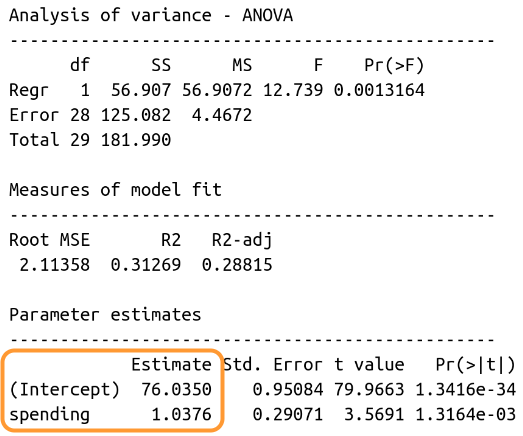 Analysis of variance - ANOVA
-----------------------------------------------
df SS MS F Pr(>F)
Regr 1 56.907 56.9072 12.739 0.0013164
Error 28 125.082 4.4672
Total 29 181.990
Measures of model fit
-----------------------------------------------
Root MSE R2 R2-adj
2.11358 0.31269 0.28815
Parameter estimates
-----------------------------------------------
Estimate Std. Error t value Pr(>|t|)
(Intercept) 76.0350 0.95084 79.9663 1.3416e-34
spending 1.0376 0.29071 3.5691 1.3164e-03